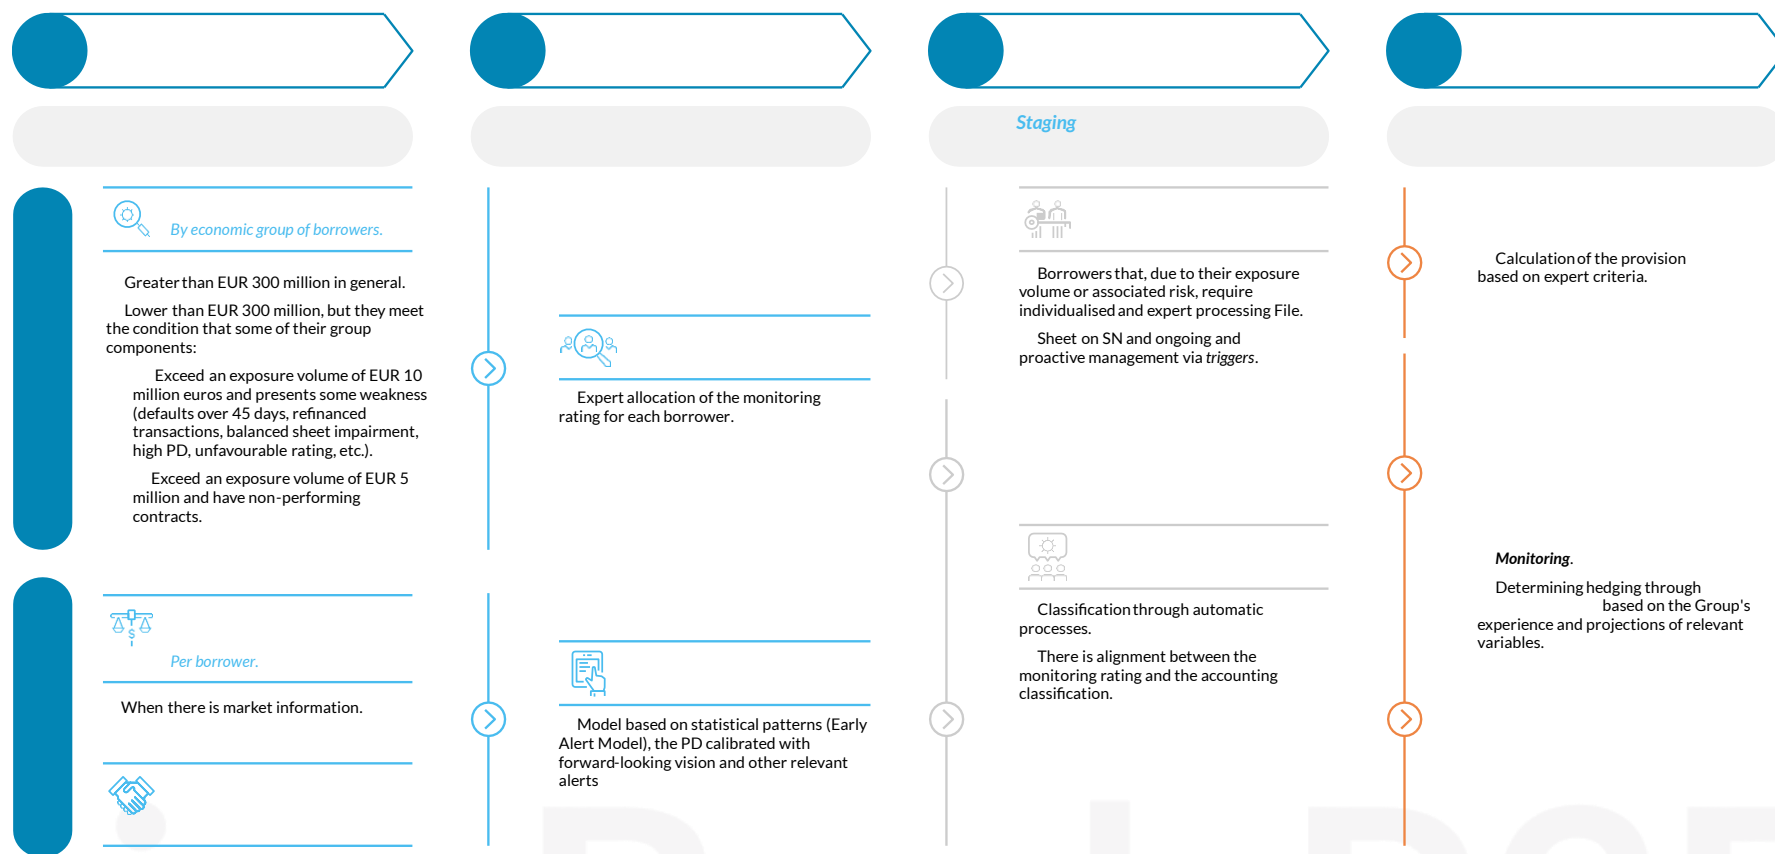 Staging
By economic group of borrowers.
Greater than EUR 300 million in general.
Lower than EUR 300 million, but they meet
the condition that some of their group
components:
Exceed an exposure volume of EUR 10
million euros and presents some weakness
(defaults over 45 days, refinanced
transactions, balanced sheet impairment,
high PD, unfavourable rating, etc.).
Exceed an exposure volume of EUR 5
million and have non-performing
contracts.
Per borrower.
When there is market information.
Expert allocation of the monitoring
rating for each borrower.
Model based on statistical patterns (Early
Alert Model), the PD calibrated with
forward-looking vision and other relevant
alerts
Borrowers that, due to their exposure
volume or associated risk, require
individualised and expert processing File.
Sheet on SN and ongoing and
proactive management via triggers.
Classification through automatic
processes.
There is alignment between the
monitoring rating and the accounting
classification.
Calculation of the provision
based on expert criteria.
Monitoring.
Determining hedging through
based on the Group's
experience and projections of relevant
variables.